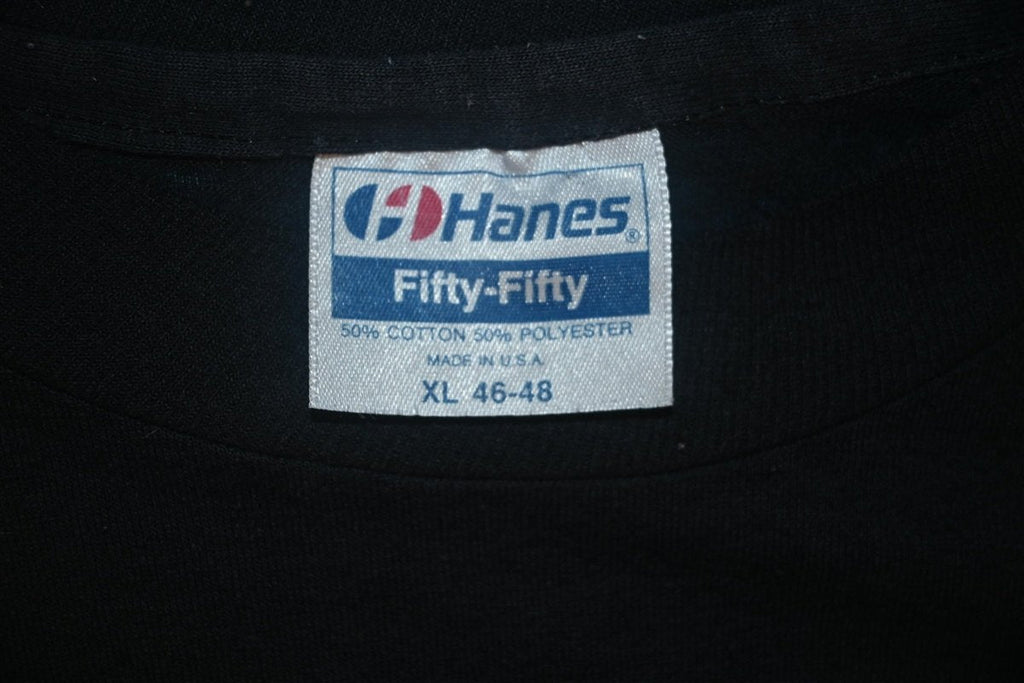 Hanes®
Fifty-Fifty
50% COTTON 50% POLYESTER
MADE IN U.S.A.
XL 46-48